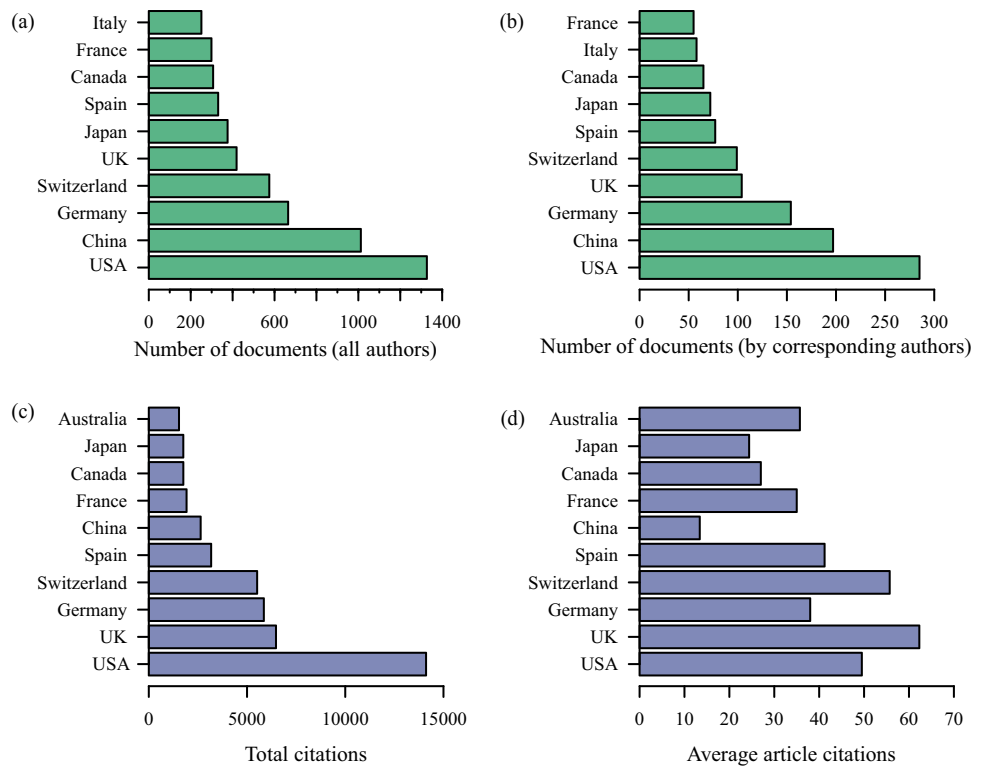 (a)
Italy
France
Canada
Spain
Japan
UK
Switzerland
Germany
China
USA
0 200 600 1000 1400
Number of documents (all authors)
(b)
France
Italy
Canada
Japan
Spain
Switzerland
UK
Germany
China
USA
0 50 100 150 200 250 300
Number of documents (by corresponding authors)
(c)
Australia
Japan
Canada
France
China
Spain
Switzerland
Germany
UK
USA
0 5000 10000 15000
Total citations
(d)
Australia
Japan
Canada
France
China
Spain
Switzerland
Germany
UK
USA
0 10 20 30 40 50 60 70
Average article citations